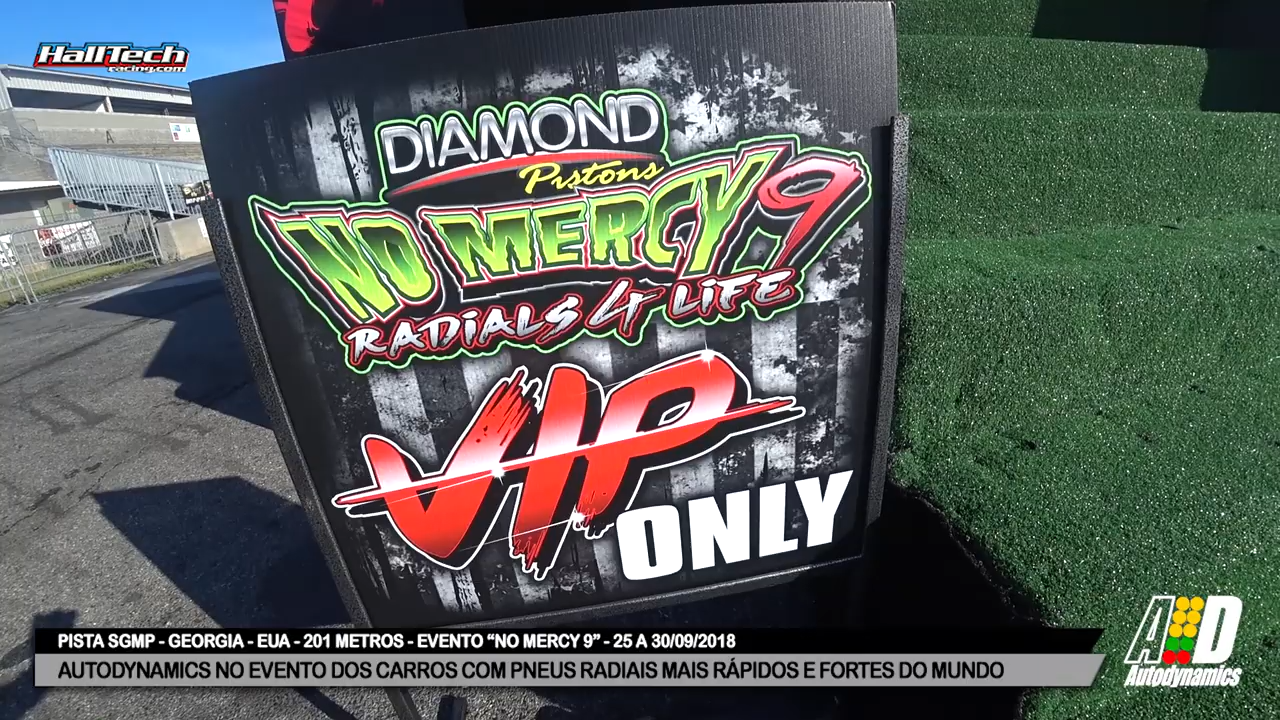 HallTech
racing.com
DIAMOND
Pistons
NO MERCY 9
RADiALS 4 LiFE
VIP
ONLY
PISTA SGMP - GEORGIA - EUA - 201 METROS - EVENTO “NO MERCY 9” - 25 A 30/09/2018
AUTODYNAMICS NO EVENTO DOS CARROS COM PNEUS RADIAIS MAIS RÁPIDOS E FORTES DO MUNDO
AD
Autodynamics